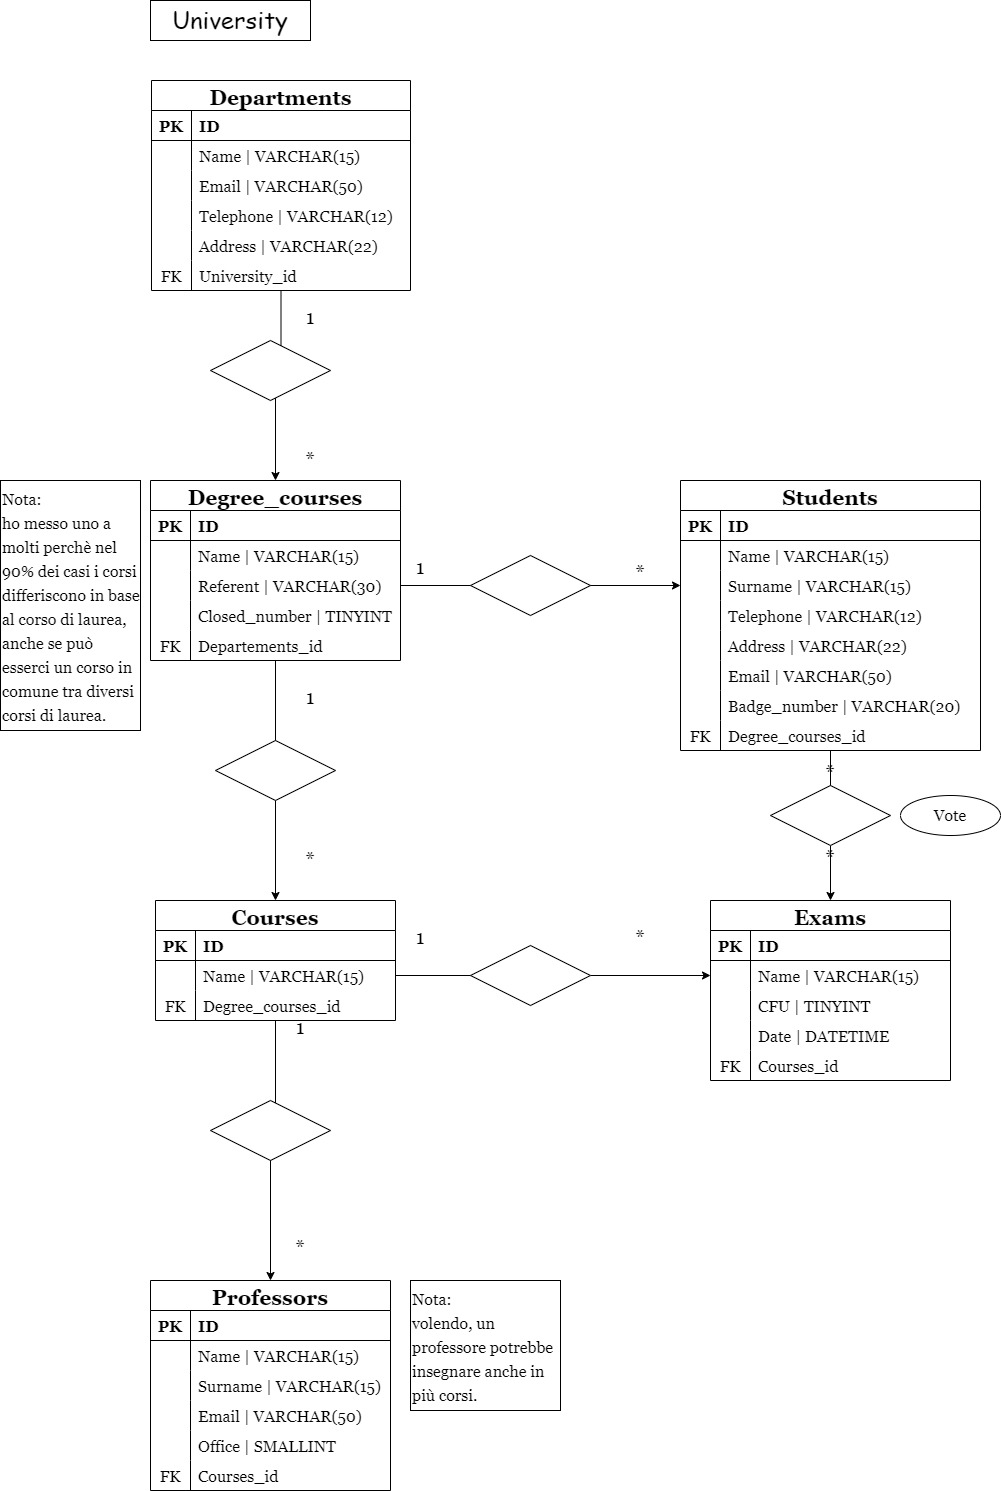 University
Departments
PK ID
Name | VARCHAR(15)
Email | VARCHAR(50)
Telephone | VARCHAR(12)
Address | VARCHAR(22)
FK University_id
1
*
Nota:
ho messo uno a
molti perchè nel
90% dei casi i corsi
differiscono in base
al corso di laurea,
anche se può
esserci un corso in
comune tra diversi
corsi di laurea.
Degree_courses
PK ID
Name | VARCHAR(15)
Referent | VARCHAR(30)
Closed_number | TINYINT
FK Departements_id
1
*
Students
PK ID
Name | VARCHAR(15)
Surname | VARCHAR(15)
Telephone | VARCHAR(12)
Address | VARCHAR(22)
Email | VARCHAR(50)
Badge_number | VARCHAR(20)
FK Degree_courses_id
1
*
*
Vote
*
Courses
PK ID
Name | VARCHAR(15)
FK Degree_courses_id
1
*
Exams
PK ID
Name | VARCHAR(15)
CFU | TINYINT
Date | DATETIME
FK Courses_id
1
*
Professors
PK ID
Name | VARCHAR(15)
Surname | VARCHAR(15)
Email | VARCHAR(50)
Office | SMALLINT
FK Courses_id
Nota:
volendo, un
professore potrebbe
insegnare anche in
più corsi.